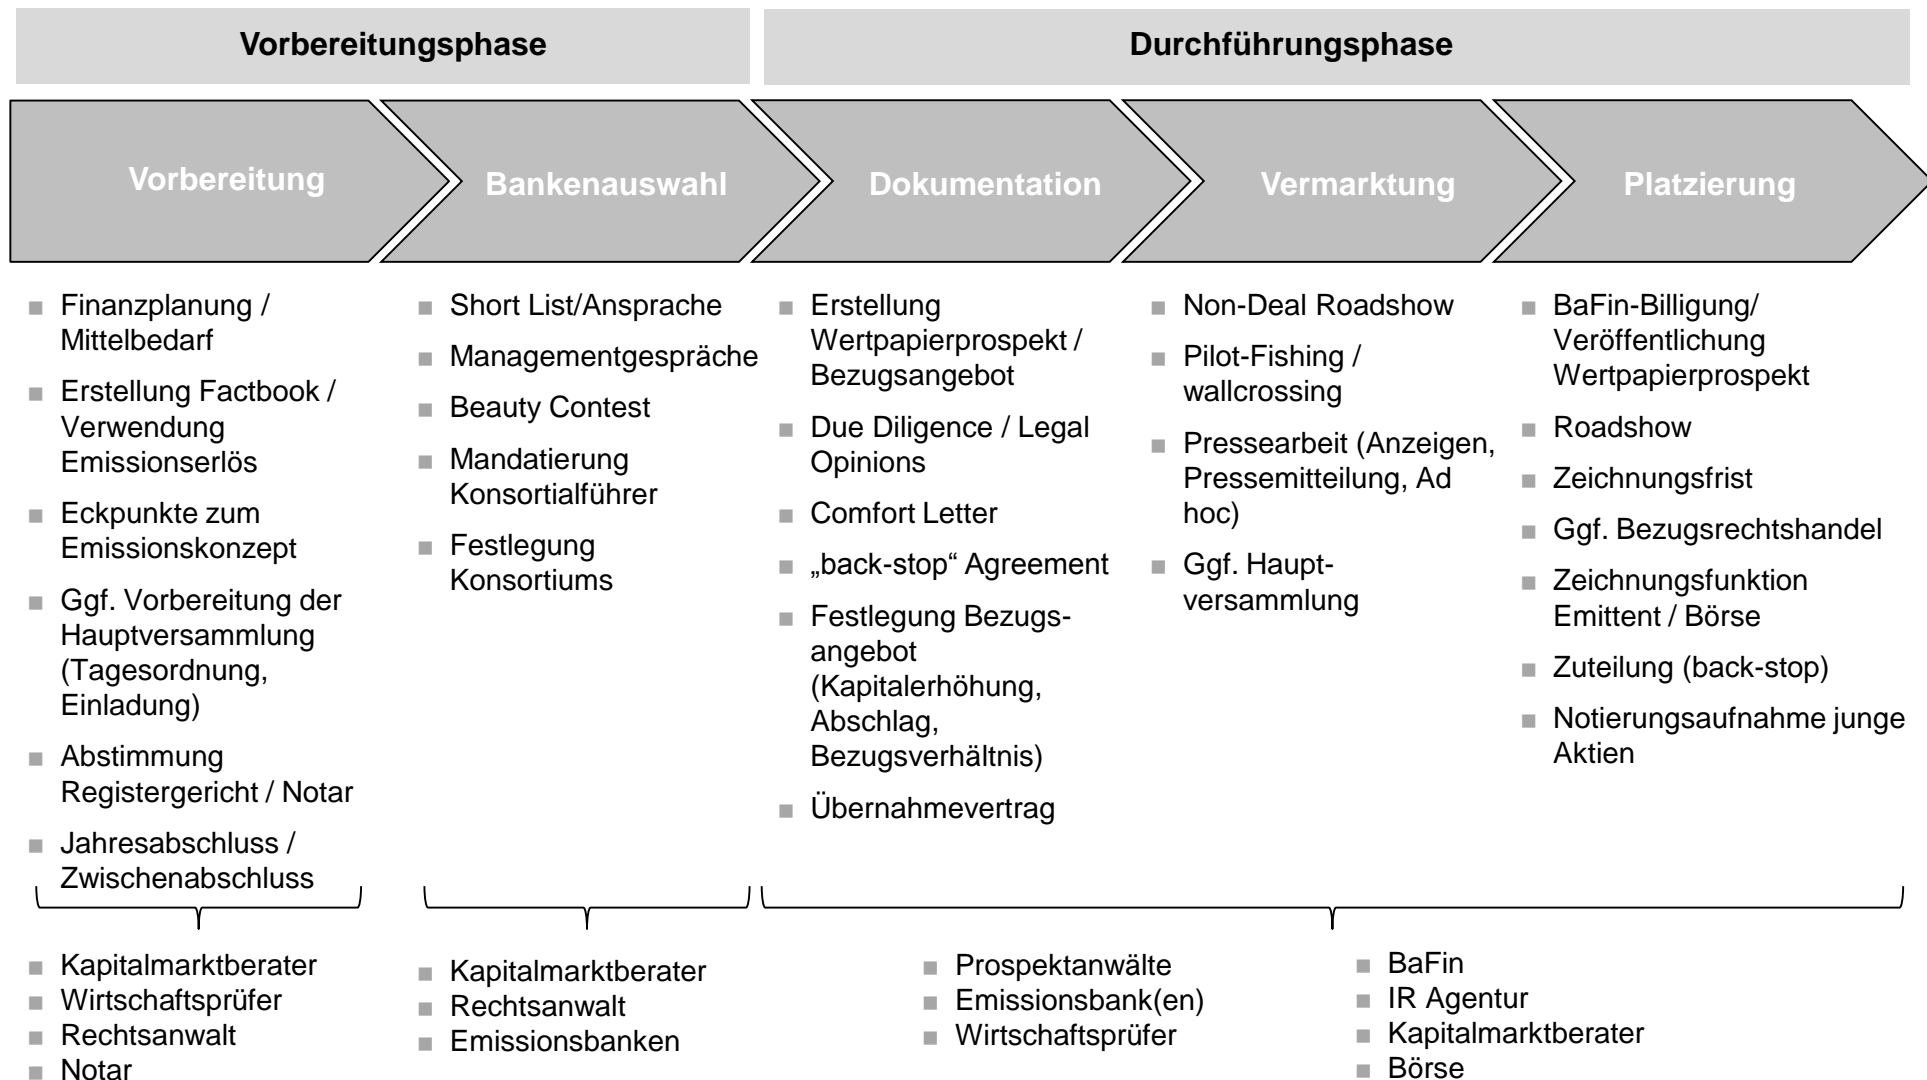 Vorbereitungsphase
Durchführungsphase
Vorbereitung
Bankenauswahl
Dokumentation
Vermarktung
Platzierung
Finanzplanung /
Mittelbedarf
Erstellung Factbook /
Verwendung
Emissionserlös
Eckpunkte zum
Emissionskonzept
Ggf. Vorbereitung der
Hauptversammlung
(Tagesordnung,
Einladung)
Abstimmung
Registergericht / Notar
Jahresabschluss /
Zwischenabschluss
Short List/Ansprache
Managementgespräche
Beauty Contest
Mandatierung
Konsortialführer
Festlegung
Konsortiums
Erstellung
Wertpapierprospekt /
Bezugsangebot
Due Diligence / Legal
Opinions
Comfort Letter
„back-stop“ Agreement
Festlegung Bezugs-
angebot
(Kapitalerhöhung,
Abschlag,
Bezugsverhältnis)
Übernahmevertrag
Non-Deal Roadshow
Pilot-Fishing /
wallcrossing
Pressearbeit (Anzeigen,
Pressemitteilung, Ad
hoc)
Ggf. Haupt-
versammlung
BaFin-Billigung/
Veröffentlichung
Wertpapierprospekt
Roadshow
Zeichnungsfrist
Ggf. Bezugsrechtshandel
Zeichnungsfunktion
Emittent / Börse
Zuteilung (back-stop)
Notierungsaufnahme junge
Aktien
Kapitalmarktberater
Wirtschaftsprüfer
Rechtsanwalt
Notar
Kapitalmarktberater
Rechtsanwalt
Emissionsbanken
Prospektanwälte
Emissionsbank(en)
Wirtschaftsprüfer
BaFin
IR Agentur
Kapitalmarktberater
Börse